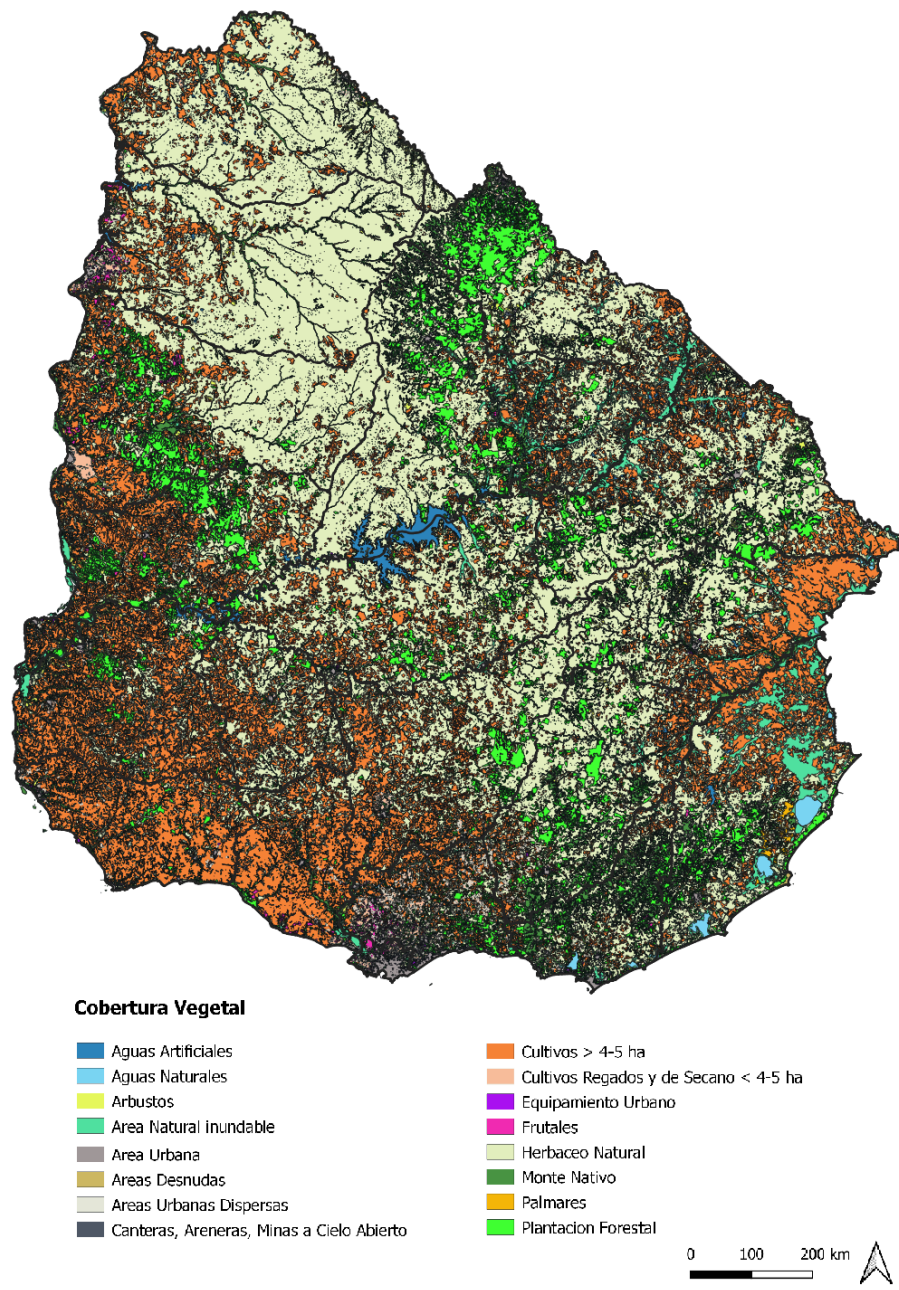 Cobertura Vegetal
Aguas Artificiales
Aguas Naturales
Arbustos
Area Natural inundable
Area Urbana
Areas Desnudas
Areas Urbanas Dispersas
Canteras, Areneras, Minas a Cielo Abierto
Cultivos > 4-5 ha
Cultivos Regados y de Secano < 4-5 ha
Equipamiento Urbano
Frutales
Herbaceo Natural
Monte Nativo
Palmares
Plantacion Forestal
0 100 200 km